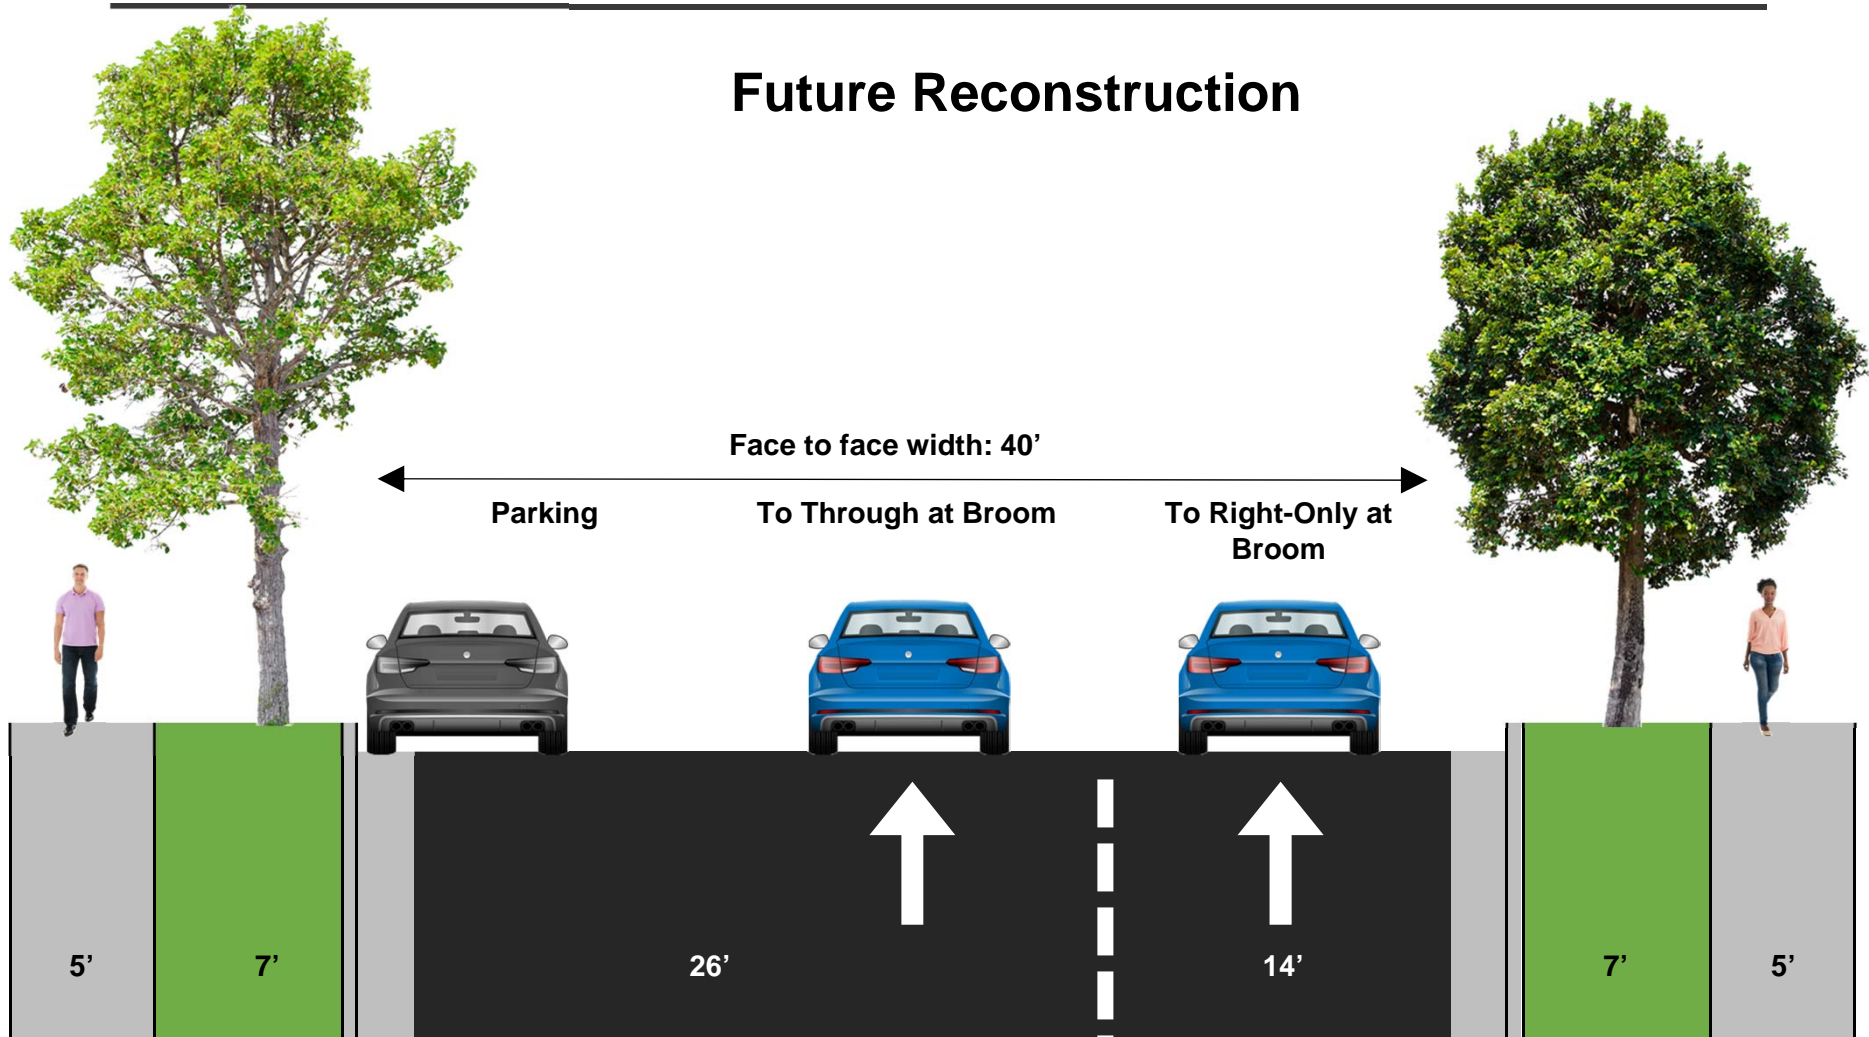 Future Reconstruction
Face to face width: 40’
Parking
To Through at Broom
To Right-Only at
Broom
5’
7’
26’
14’
7’
5’